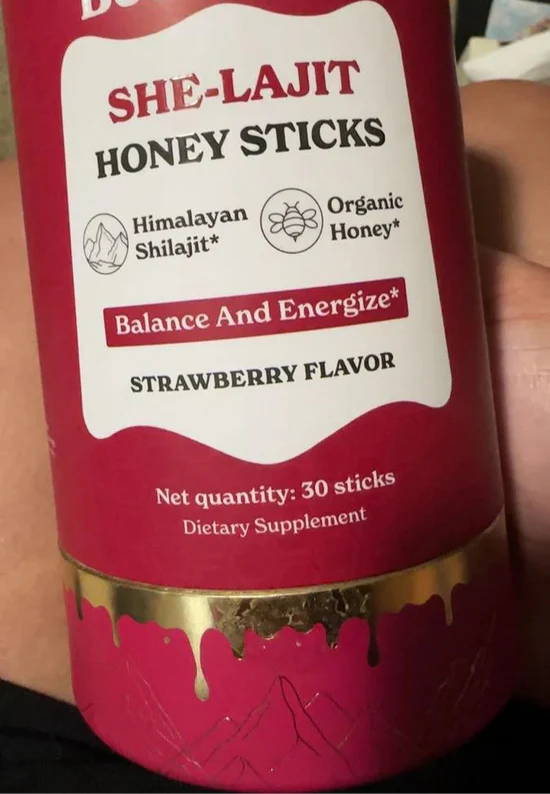 SHE-LAJIT
HONEY STICKS
Himalayan
Shilajit*
Organic
Honey*
Balance And Energize*
STRAWBERRY FLAVOR
Net quantity: 30 sticks
Dietary Supplement